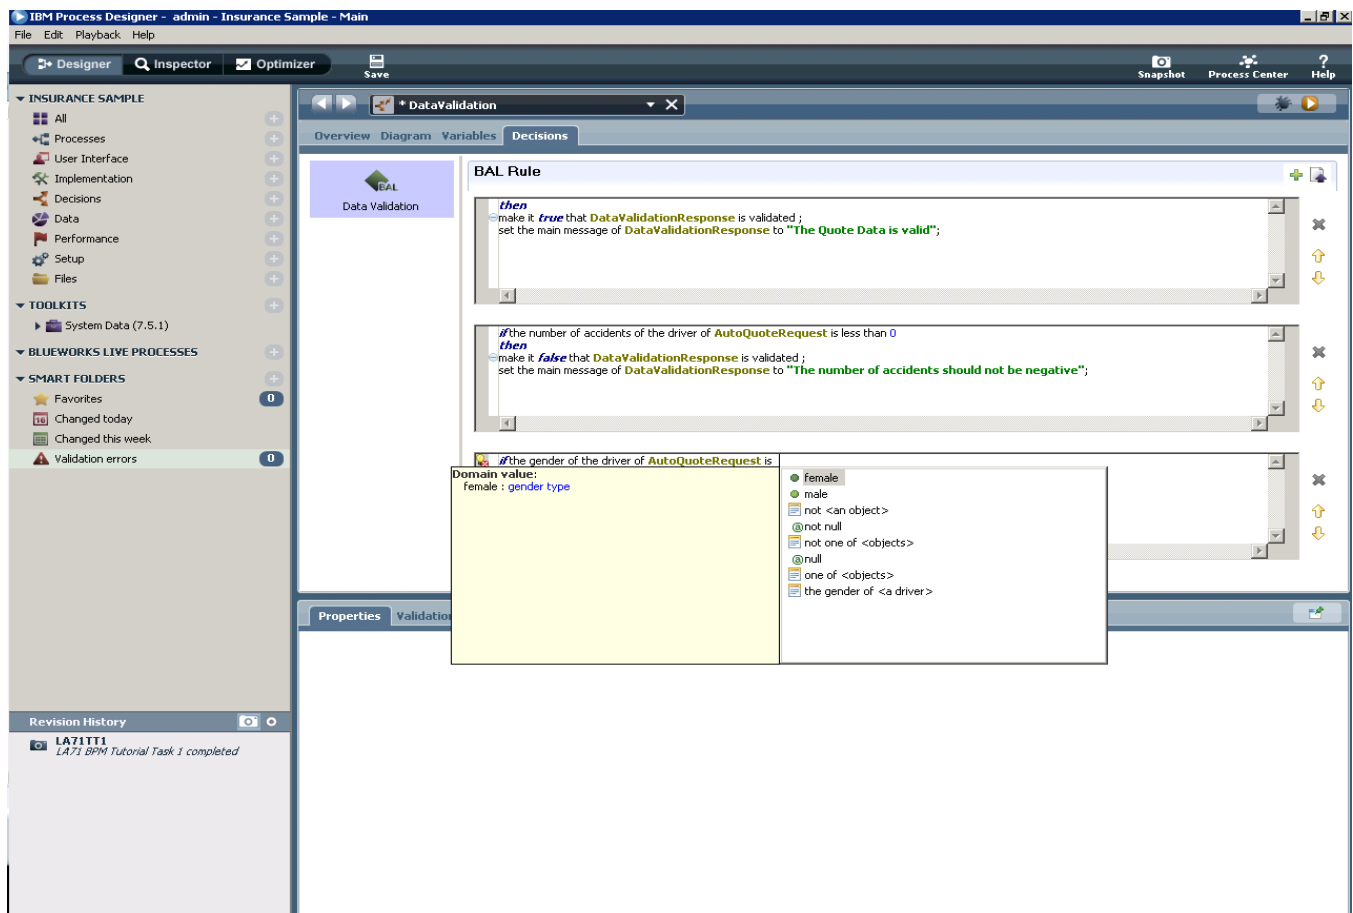 IBM Process Designer - admin - Insurance Sample - Main
File Edit Playback Help
Designer Inspector Optimizer Save Snapshot Process Center Help
INSURANCE SAMPLE
All
Processes
User Interface
Implementation
Decisions
Data
Performance
Setup
Files
TOOLKITS
System Data (7.5.1)
BLUEWORKS LIVE PROCESSES
SMART FOLDERS
Favorites 0
Changed today
Changed this week
Validation errors 0
Revision History
LA71TT1
LA71 BPM Tutorial Task 1 completed
* DataValidation
Overview Diagram Variables Decisions
BAL
Data Validation
BAL Rule
then
make it true that DataValidationResponse is validated ;
set the main message of DataValidationResponse to "The Quote Data is valid";
if the number of accidents of the driver of AutoQuoteRequest is less than 0
then
make it false that DataValidationResponse is validated ;
set the main message of DataValidationResponse to "The number of accidents should not be negative";
if the gender of the driver of AutoQuoteRequest is
Domain value:
female : gender type
female
male
not <an object>
not null
not one of <objects>
null
one of <objects>
the gender of <a driver>
Properties Validation